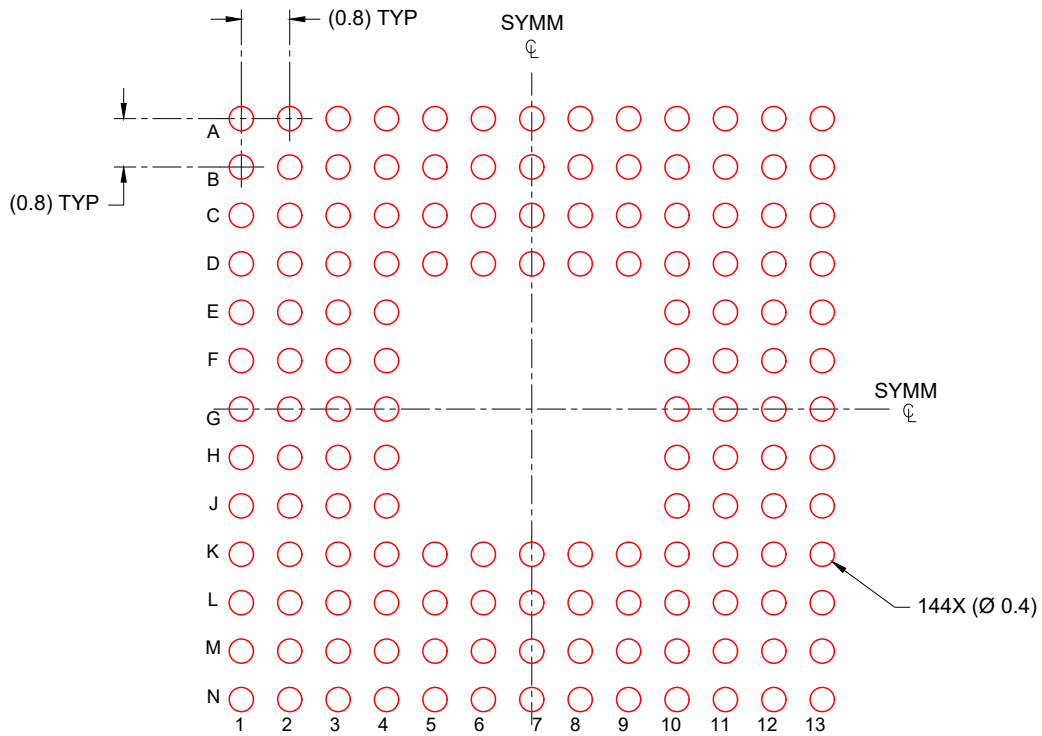 (0.8) TYP
SYMM
℄
A
B
(0.8) TYP
C
D
E
F
SYMM
℄
G
H
J
K
L
144X (Ø 0.4)
M
N
1 2 3 4 5 6 7 8 9 10 11 12 13